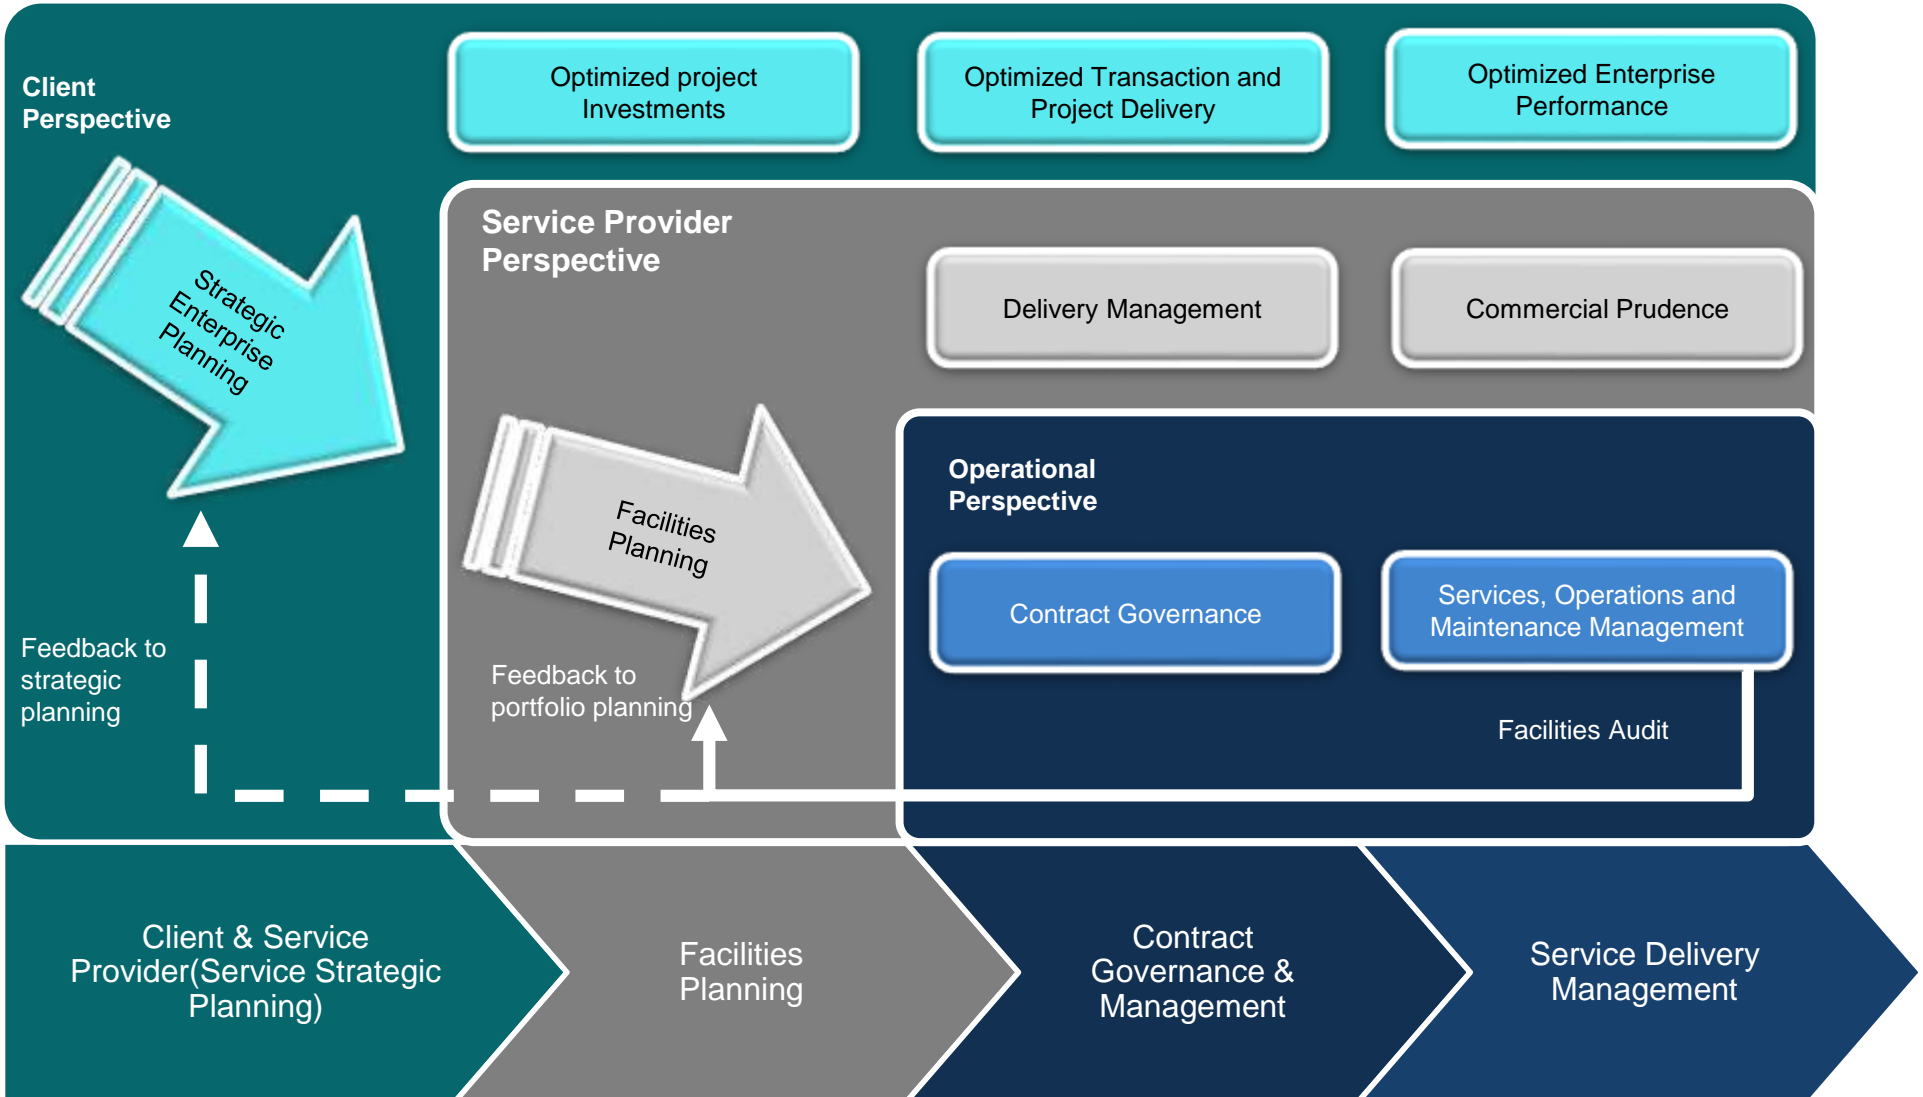 Client
Perspective
Optimized project
Investments
Optimized Transaction and
Project Delivery
Optimized Enterprise
Performance
Strategic
Enterprise
Planning
Service Provider
Perspective
Delivery Management
Commercial Prudence
Facilities
Planning
Operational
Perspective
Contract Governance
Services, Operations and
Maintenance Management
Feedback to
strategic
planning
Feedback to
portfolio planning
Facilities Audit
Client & Service
Provider(Service Strategic
Planning)
Facilities
Planning
Contract
Governance &
Management
Service Delivery
Management